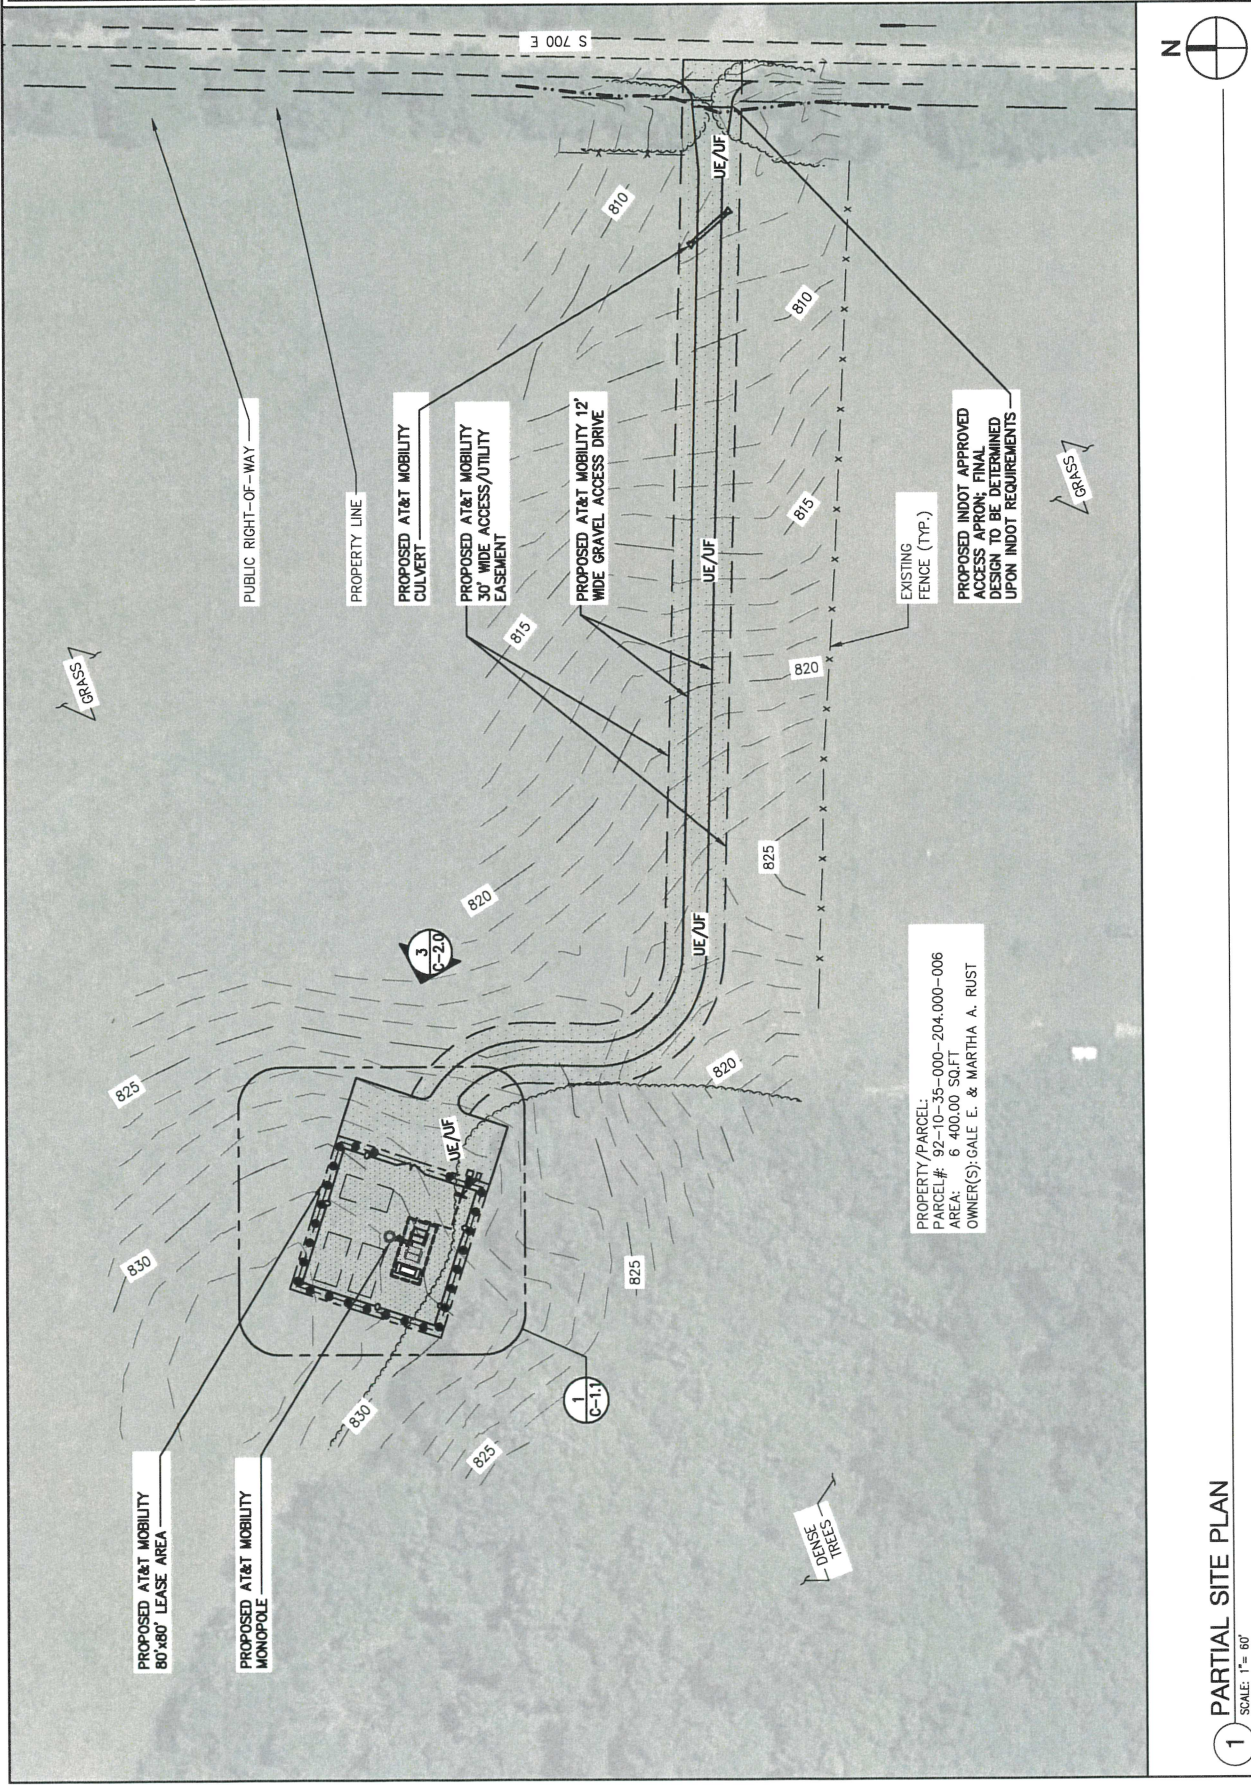 S 700 E
N
PUBLIC RIGHT-OF-WAY
PROPERTY LINE
PROPOSED AT&T MOBILITY
CULVERT
PROPOSED AT&T MOBILITY
30' WIDE ACCESS/UTILITY
EASEMENT
PROPOSED AT&T MOBILITY 12'
WIDE GRAVEL ACCESS DRIVE
EXISTING
FENCE (TYP.)
PROPOSED INDOT APPROVED
ACCESS APRON; FINAL
DESIGN TO BE DETERMINED
UPON INDOT REQUIREMENTS
GRASS
GRASS
810
810
815
815
820
820
820
825
825
825
825
830
830
UE/UF
UE/UF
UE/UF
UE/UF
3
C-2.0
1
C-1.1
PROPERTY/PARCEL:
PARCEL#: 92-10-35-000-204.000-006
AREA: 6 400.00 SQ.FT
OWNER(S): GALE E. & MARTHA A. RUST
PROPOSED AT&T MOBILITY
80'x80' LEASE AREA
PROPOSED AT&T MOBILITY
MONOPOLE
DENSE
TREES
1
PARTIAL SITE PLAN
SCALE: 1"= 60'